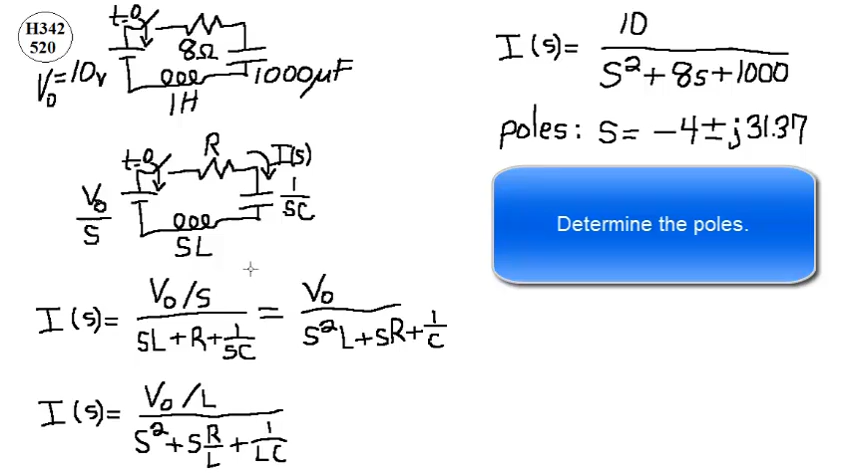 H342
520
t=0
8Ω
V₀=10v
1000μF
1H
t=0
R
I(s)
V₀/S
1/SC
SL
I(s)= (V₀/S)/(SL+R+1/SC) = V₀/(S²L+SR+1/C)
I(s)= (V₀/L)/(S²+S R/L+1/LC)
I(s)= 10/(S²+8s+1000)
poles: S= −4±j31.37
Determine the poles.